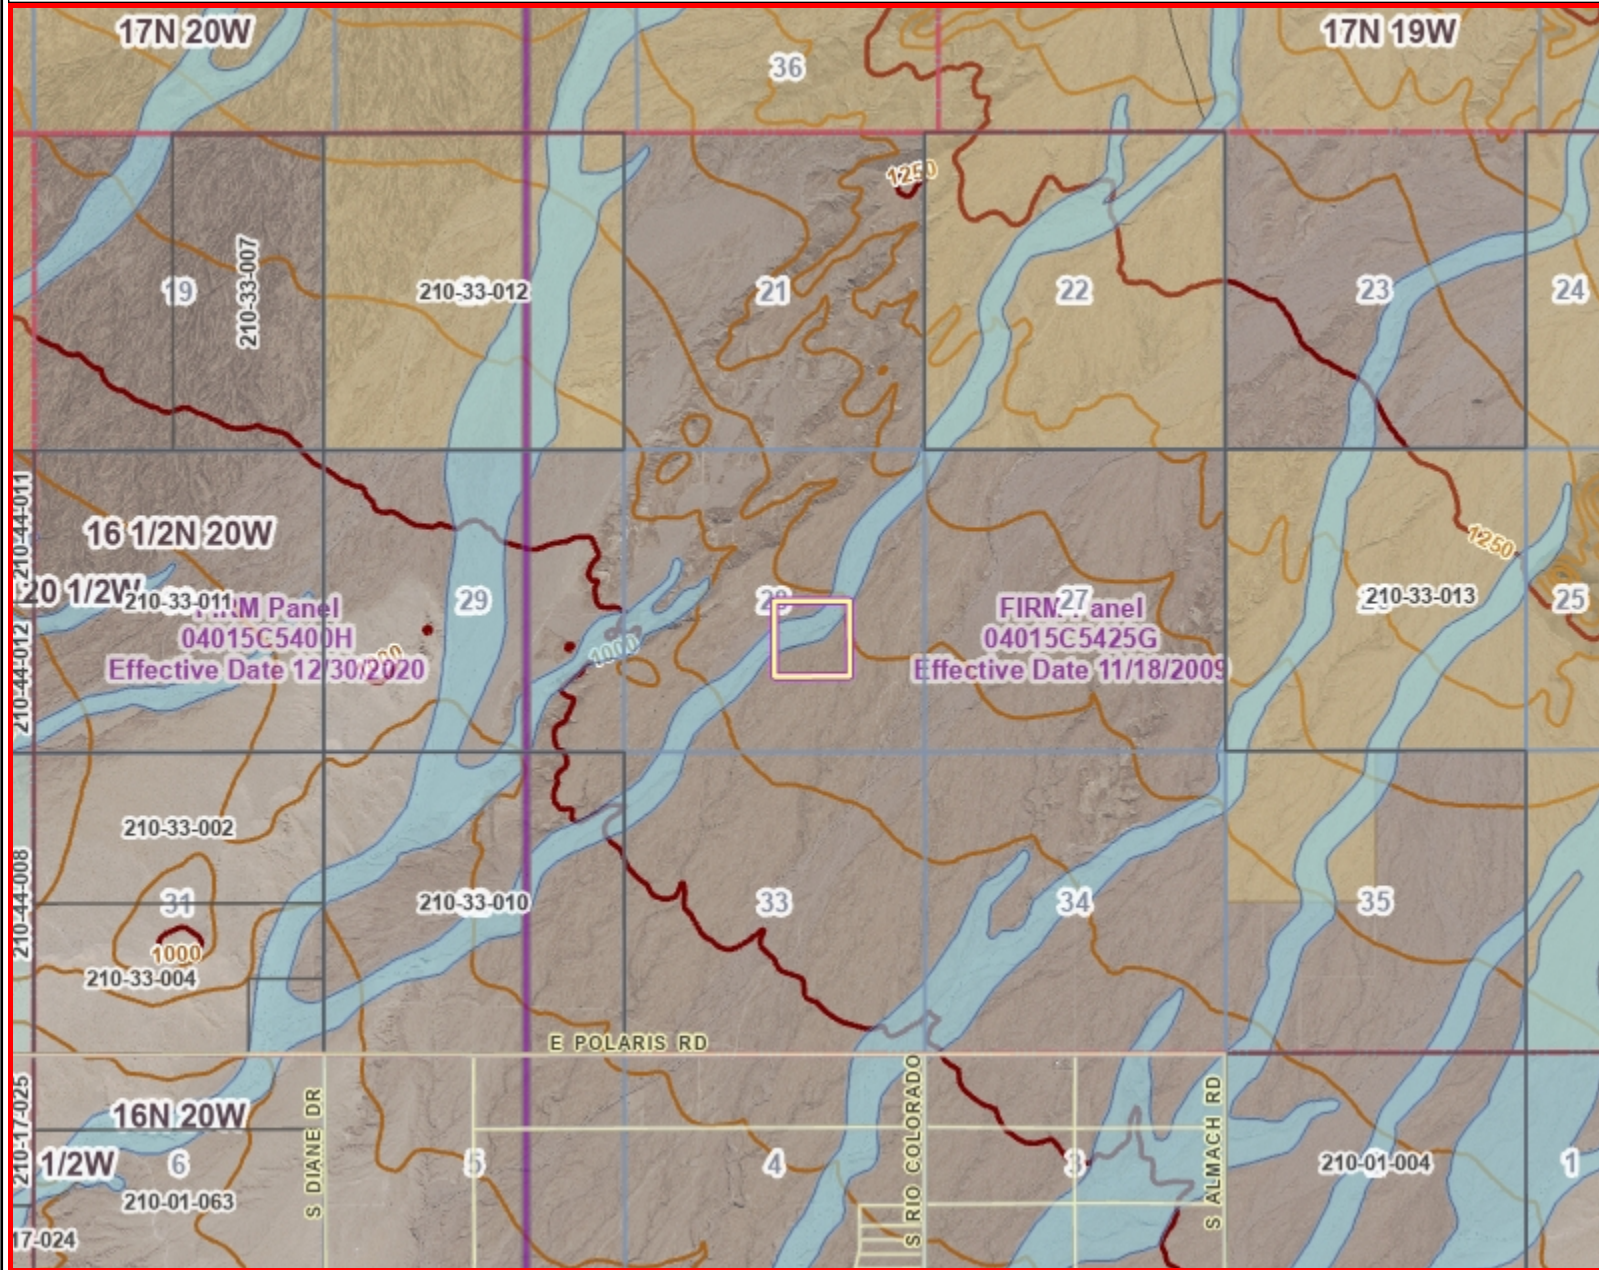 17N 20W
17N 19W
36
1250
19
210-33-007
210-33-012
21
22
23
24
210-44-011
16 1/2N 20W
1250
20 1/2W
210-33-011
29
28
27
210-33-013
25
FIRM Panel
04015C5400H
Effective Date 12/30/2020
FIRM Panel
04015C5425G
Effective Date 11/18/2009
1000
210-44-012
210-33-002
210-44-008
31
210-33-010
33
34
35
1000
210-33-004
E POLARIS RD
S DIANE DR
S RIO COLORADO
S ALMACH RD
210-17-025
16N 20W
1/2W
6
5
4
3
210-01-004
1
210-01-063
17-024